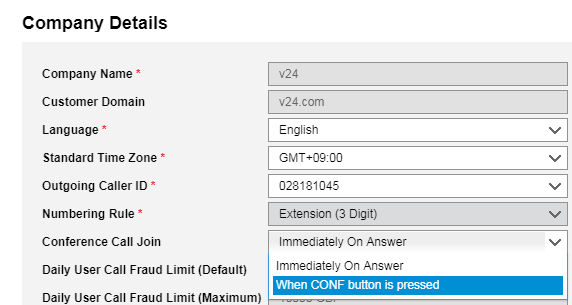 Company Details
Company Name * v24
Customer Domain v24.com
Language * English
Standard Time Zone * GMT+09:00
Outgoing Caller ID * 028181045
Numbering Rule * Extension (3 Digit)
Conference Call Join Immediately On Answer
Immediately On Answer
Daily User Call Fraud Limit (Default)
When CONF button is pressed
Daily User Call Fraud Limit (Maximum)